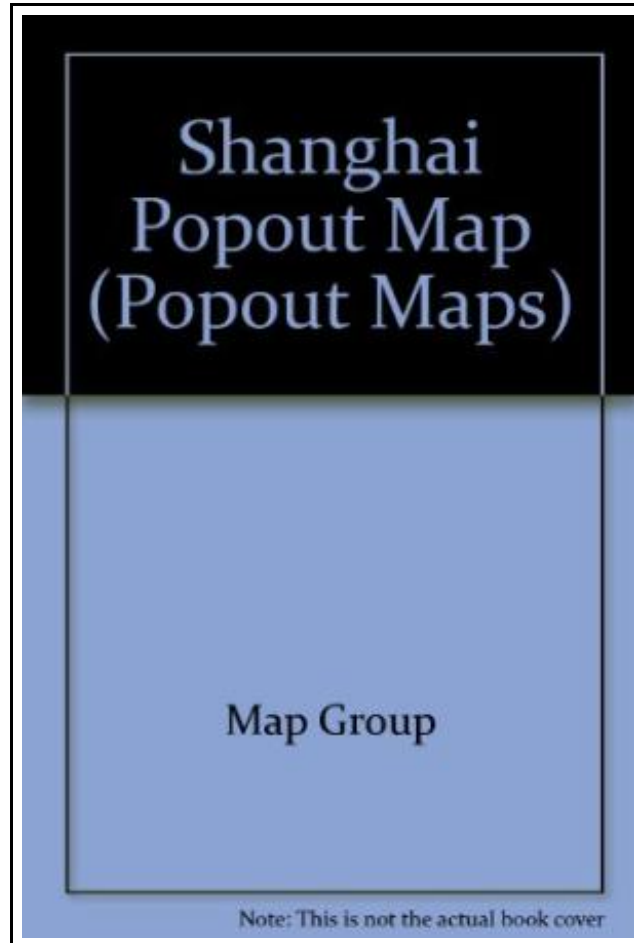 Shanghai
Popout Map
(Popout Maps)
Map Group
Note: This is not the actual book cover